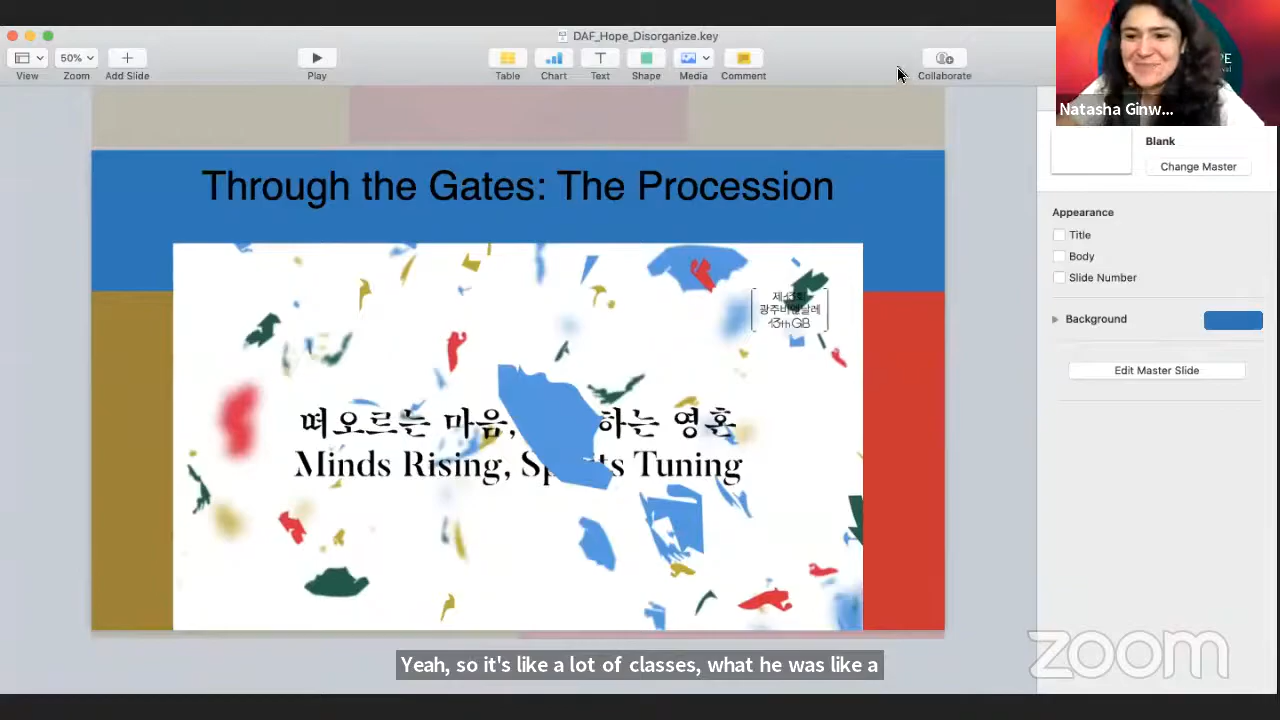 DAF_Hope_Disorganize.key
50%
View
Zoom
Add Slide
Play
Table
Chart
Text
Shape
Media
Comment
Collaborate
PE
Natasha Ginw...
Blank
Change Master
Appearance
Title
Body
Slide Number
Background
Edit Master Slide
Through the Gates: The Procession
광주비엔날레
13th GB
떠오르는 마음, 하는 영혼
Minds Rising, Tuning
Yeah, so it's like a lot of classes, what he was like a
zoom